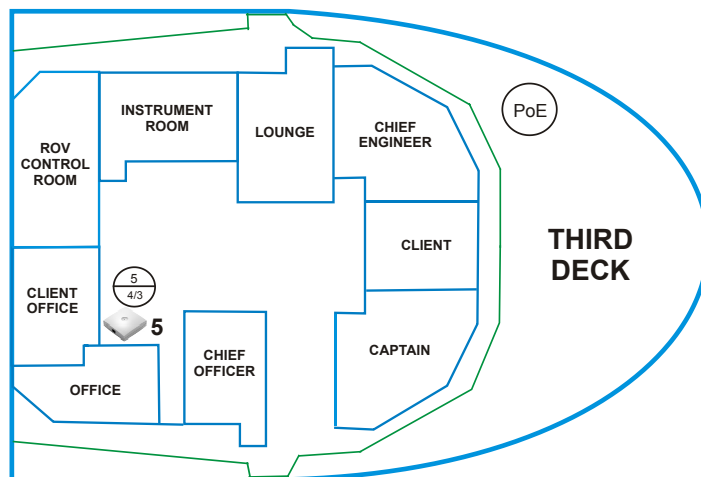 INSTRUMENT
ROOM
LOUNGE
CHIEF
ENGINEER
PoE
ROV
CONTROL
ROOM
CLIENT
THIRD
DECK
CLIENT
OFFICE
5
4/3
5
CHIEF
OFFICER
CAPTAIN
OFFICE